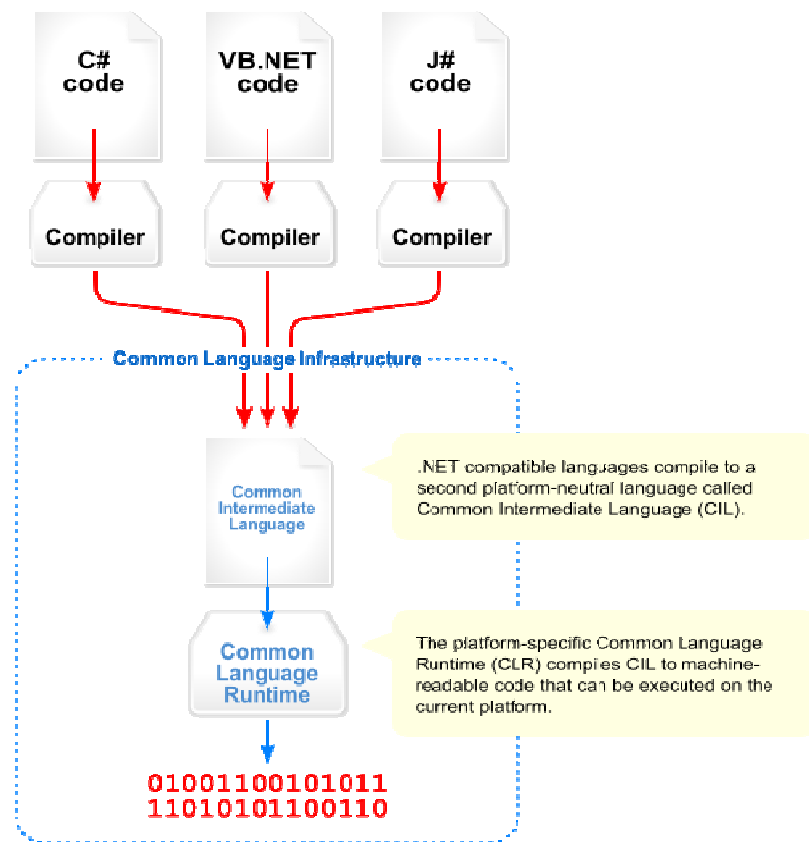 C#
code
VB.NET
code
J#
code
Compiler
Compiler
Compiler
Common Language Infrastructure
Common
Intermediate
Language
.NET compatible languages compile to a
second platform-neutral language called
Common Intermediate Language (CIL).
Common
Language
Runtime
The platform-specific Common Language
Runtime (CLR) compies CIL to machine-
readable code that can be executed on the
current platform.
01001100101011
11010101100110